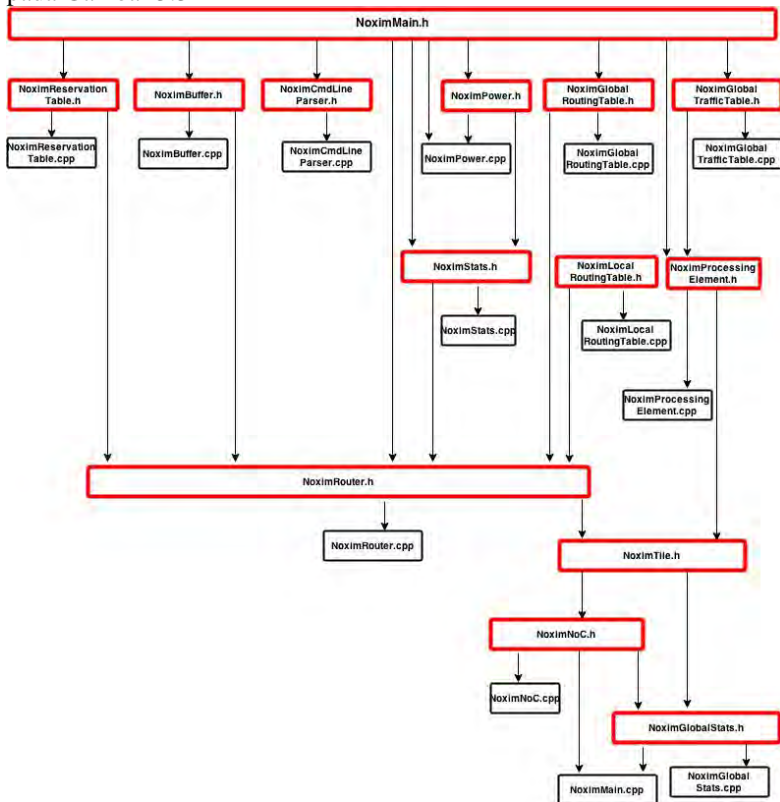 NoximMain.h
NoximReservation
Table.h
NoximBuffer.h
NoximCmdLine
Parser.h
NoximPower.h
NoximGlobal
RoutingTable.h
NoximGlobal
TrafficTable.h
NoximReservation
Table.cpp
NoximBuffer.cpp
NoximCmdLine
Parser.cpp
NoximPower.cpp
NoximGlobal
RoutingTable.cpp
NoximGlobal
TrafficTable.cpp
NoximStats.h
NoximLocal
RoutingTable.h
NoximProcessing
Element.h
NoximStats.cpp
NoximLocal
RoutingTable.cpp
NoximProcessing
Element.cpp
NoximRouter.h
NoximRouter.cpp
NoximTile.h
NoximNoC.h
NoximNoC.cpp
NoximGlobalStats.h
NoximMain.cpp
NoximGlobal
Stats.cpp